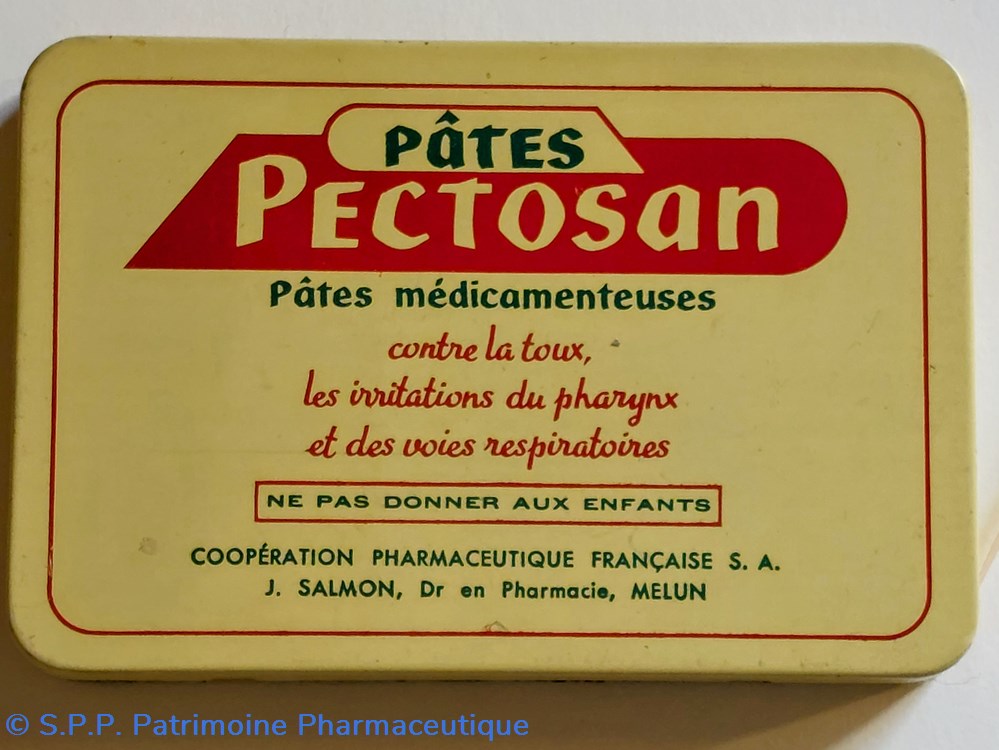 PÂTES
PECTOSAN
Pâtes médicamenteuses
contre la toux,
les irritations du pharynx
et des voies respiratoires
NE PAS DONNER AUX ENFANTS
COOPÉRATION PHARMACEUTIQUE FRANÇAISE S. A.
J. SALMON, Dr en Pharmacie, MELUN
© S.P.P. Patrimoine Pharmaceutique